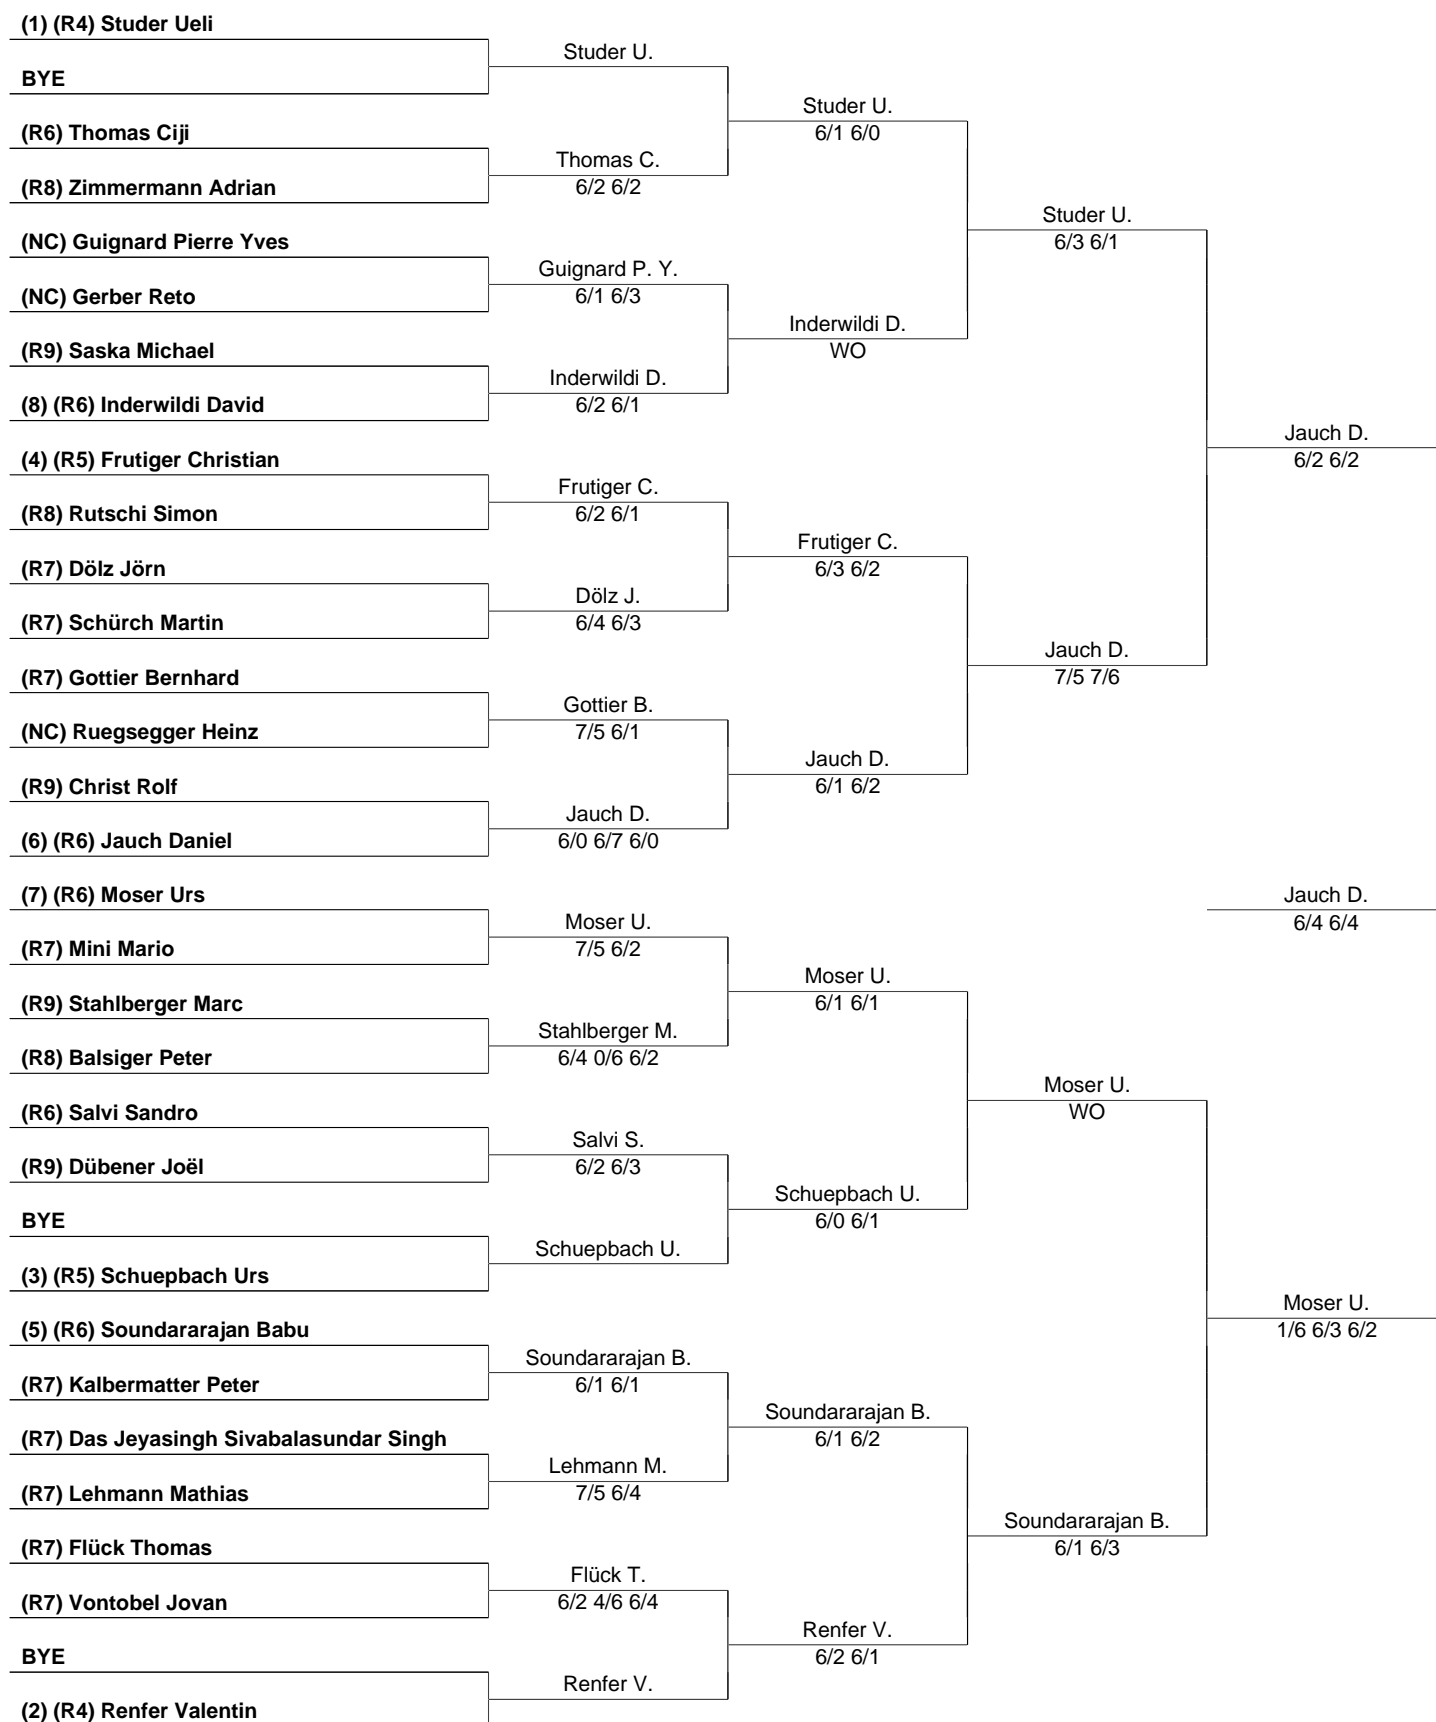 (1) (R4) Studer Ueli
BYE
(R6) Thomas Ciji
(R8) Zimmermann Adrian
(NC) Guignard Pierre Yves
(NC) Gerber Reto
(R9) Saska Michael
(8) (R6) Inderwildi David
(4) (R5) Frutiger Christian
(R8) Rutschi Simon
(R7) Dölz Jörn
(R7) Schürch Martin
(R7) Gottier Bernhard
(NC) Ruegsegger Heinz
(R9) Christ Rolf
(6) (R6) Jauch Daniel
(7) (R6) Moser Urs
(R7) Mini Mario
(R9) Stahlberger Marc
(R8) Balsiger Peter
(R6) Salvi Sandro
(R9) Dübener Joël
BYE
(3) (R5) Schuepbach Urs
(5) (R6) Soundararajan Babu
(R7) Kalbermatter Peter
(R7) Das Jeyasingh Sivabalasundar Singh
(R7) Lehmann Mathias
(R7) Flück Thomas
(R7) Vontobel Jovan
BYE
(2) (R4) Renfer Valentin
Studer U.
Thomas C.
6/2 6/2
Guignard P. Y.
6/1 6/3
Inderwildi D.
6/2 6/1
Frutiger C.
6/2 6/1
Dölz J.
6/4 6/3
Gottier B.
7/5 6/1
Jauch D.
6/0 6/7 6/0
Moser U.
7/5 6/2
Stahlberger M.
6/4 0/6 6/2
Salvi S.
6/2 6/3
Schuepbach U.
Soundararajan B.
6/1 6/1
Lehmann M.
7/5 6/4
Flück T.
6/2 4/6 6/4
Renfer V.
Studer U.
6/1 6/0
Inderwildi D.
WO
Frutiger C.
6/3 6/2
Jauch D.
6/1 6/2
Moser U.
6/1 6/1
Schuepbach U.
6/0 6/1
Soundararajan B.
6/1 6/2
Renfer V.
6/2 6/1
Studer U.
6/3 6/1
Jauch D.
7/5 7/6
Moser U.
WO
Soundararajan B.
6/1 6/3
Jauch D.
6/2 6/2
Jauch D.
6/4 6/4
Moser U.
1/6 6/3 6/2